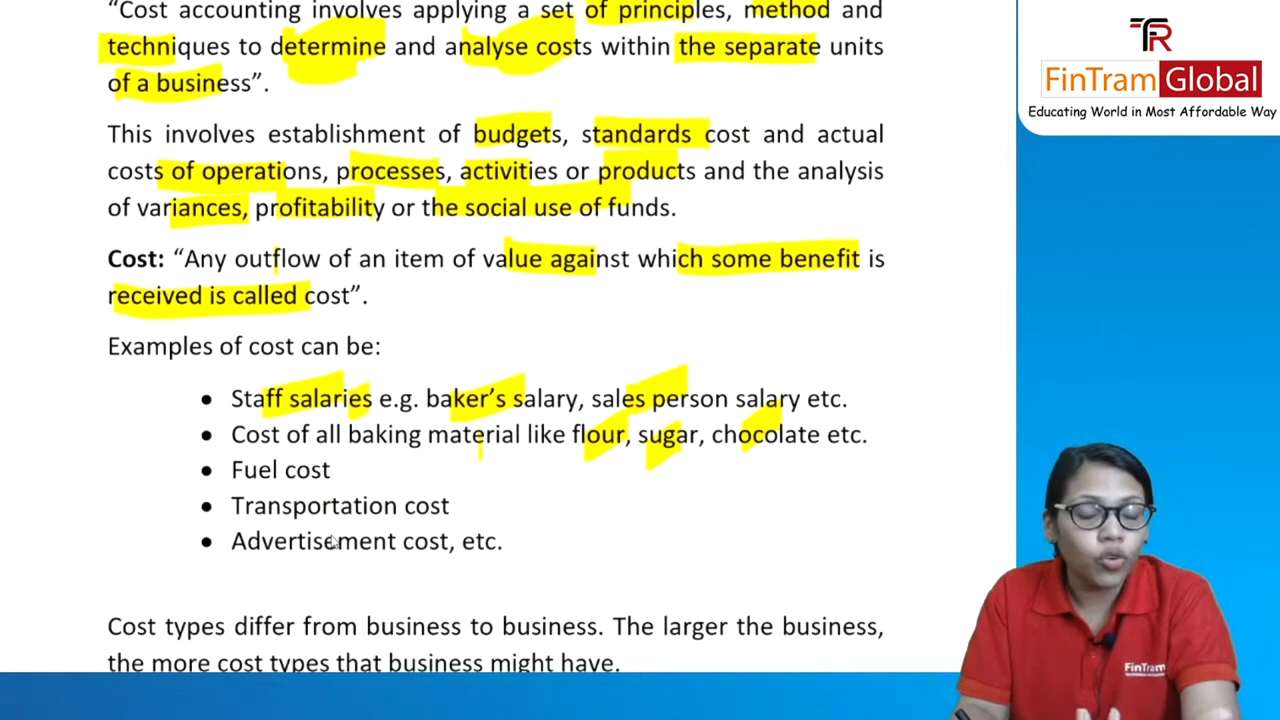 “Cost accounting involves applying a set of principles, method and
techniques to determine and analyse costs within the separate units
of a business”.
This involves establishment of budgets, standards cost and actual
costs of operations, processes, activities or products and the analysis
of variances, profitability or the social use of funds.
Cost: “Any outflow of an item of value against which some benefit is
received is called cost”.
Examples of cost can be:
• Staff salaries e.g. baker’s salary, sales person salary etc.
• Cost of all baking material like flour, sugar, chocolate etc.
• Fuel cost
• Transportation cost
• Advertisement cost, etc.
Cost types differ from business to business. The larger the business,
the more cost types that business might have.
FinTram Global
Educating World in Most Affordable Way
FinTram